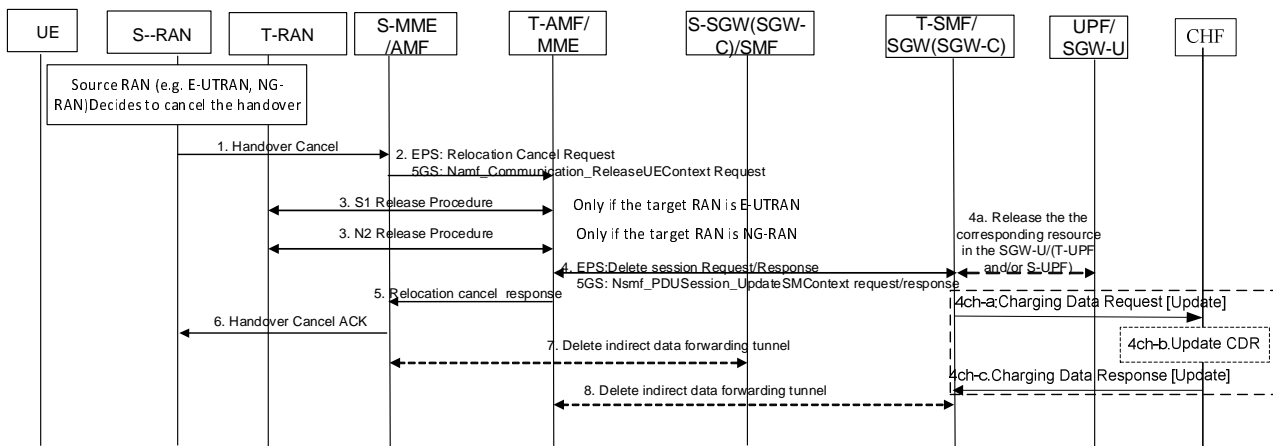 UE
S--RAN
T-RAN
S-MME
/AMF
T-AMF/
MME
S-SGW(SGW-
C)/SMF
T-SMF/
SGW(SGW-C)
UPF/
SGW-U
CHF
Source RAN (e.g. E-UTRAN, NG-
RAN)Decides to cancel the handover
1. Handover Cancel
2. EPS: Relocation Cancel Request
5GS: Namf_Communication_ReleaseUEContext Request
3. S1 Release Procedure
Only if the target RAN is E-UTRAN
3. N2 Release Procedure
Only if the target RAN is NG-RAN
4a. Release the the
corresponding resource
in the SGW-U/(T-UPF
and/or S-UPF)
4. EPS:Delete session Request/Response
5GS: Nsmf_PDUSession_UpdateSMContext request/response
5. Relocation cancel response
4ch-a:Charging Data Request [Update]
6. Handover Cancel ACK
4ch-b.Update CDR
7. Delete indirect data forwarding tunnel
4ch-c.Charging Data Response [Update]
8. Delete indirect data forwarding tunnel